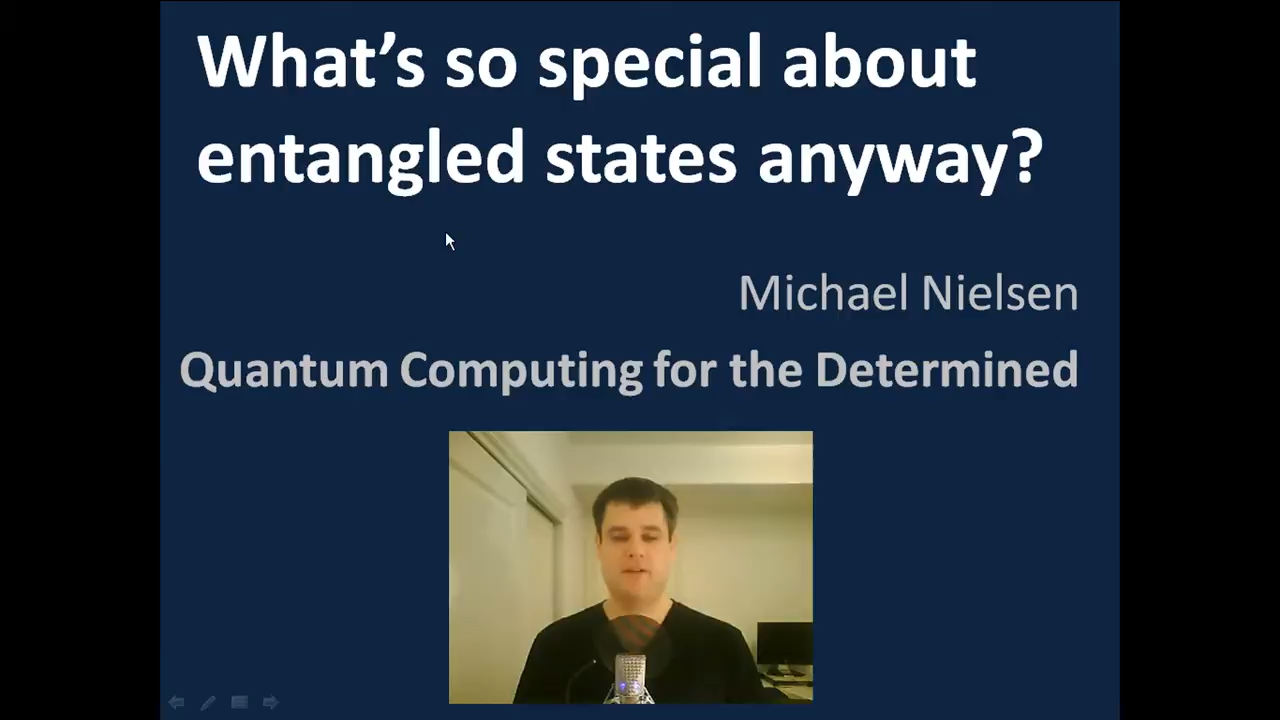 What’s so special about
entangled states anyway?
Michael Nielsen
Quantum Computing for the Determined